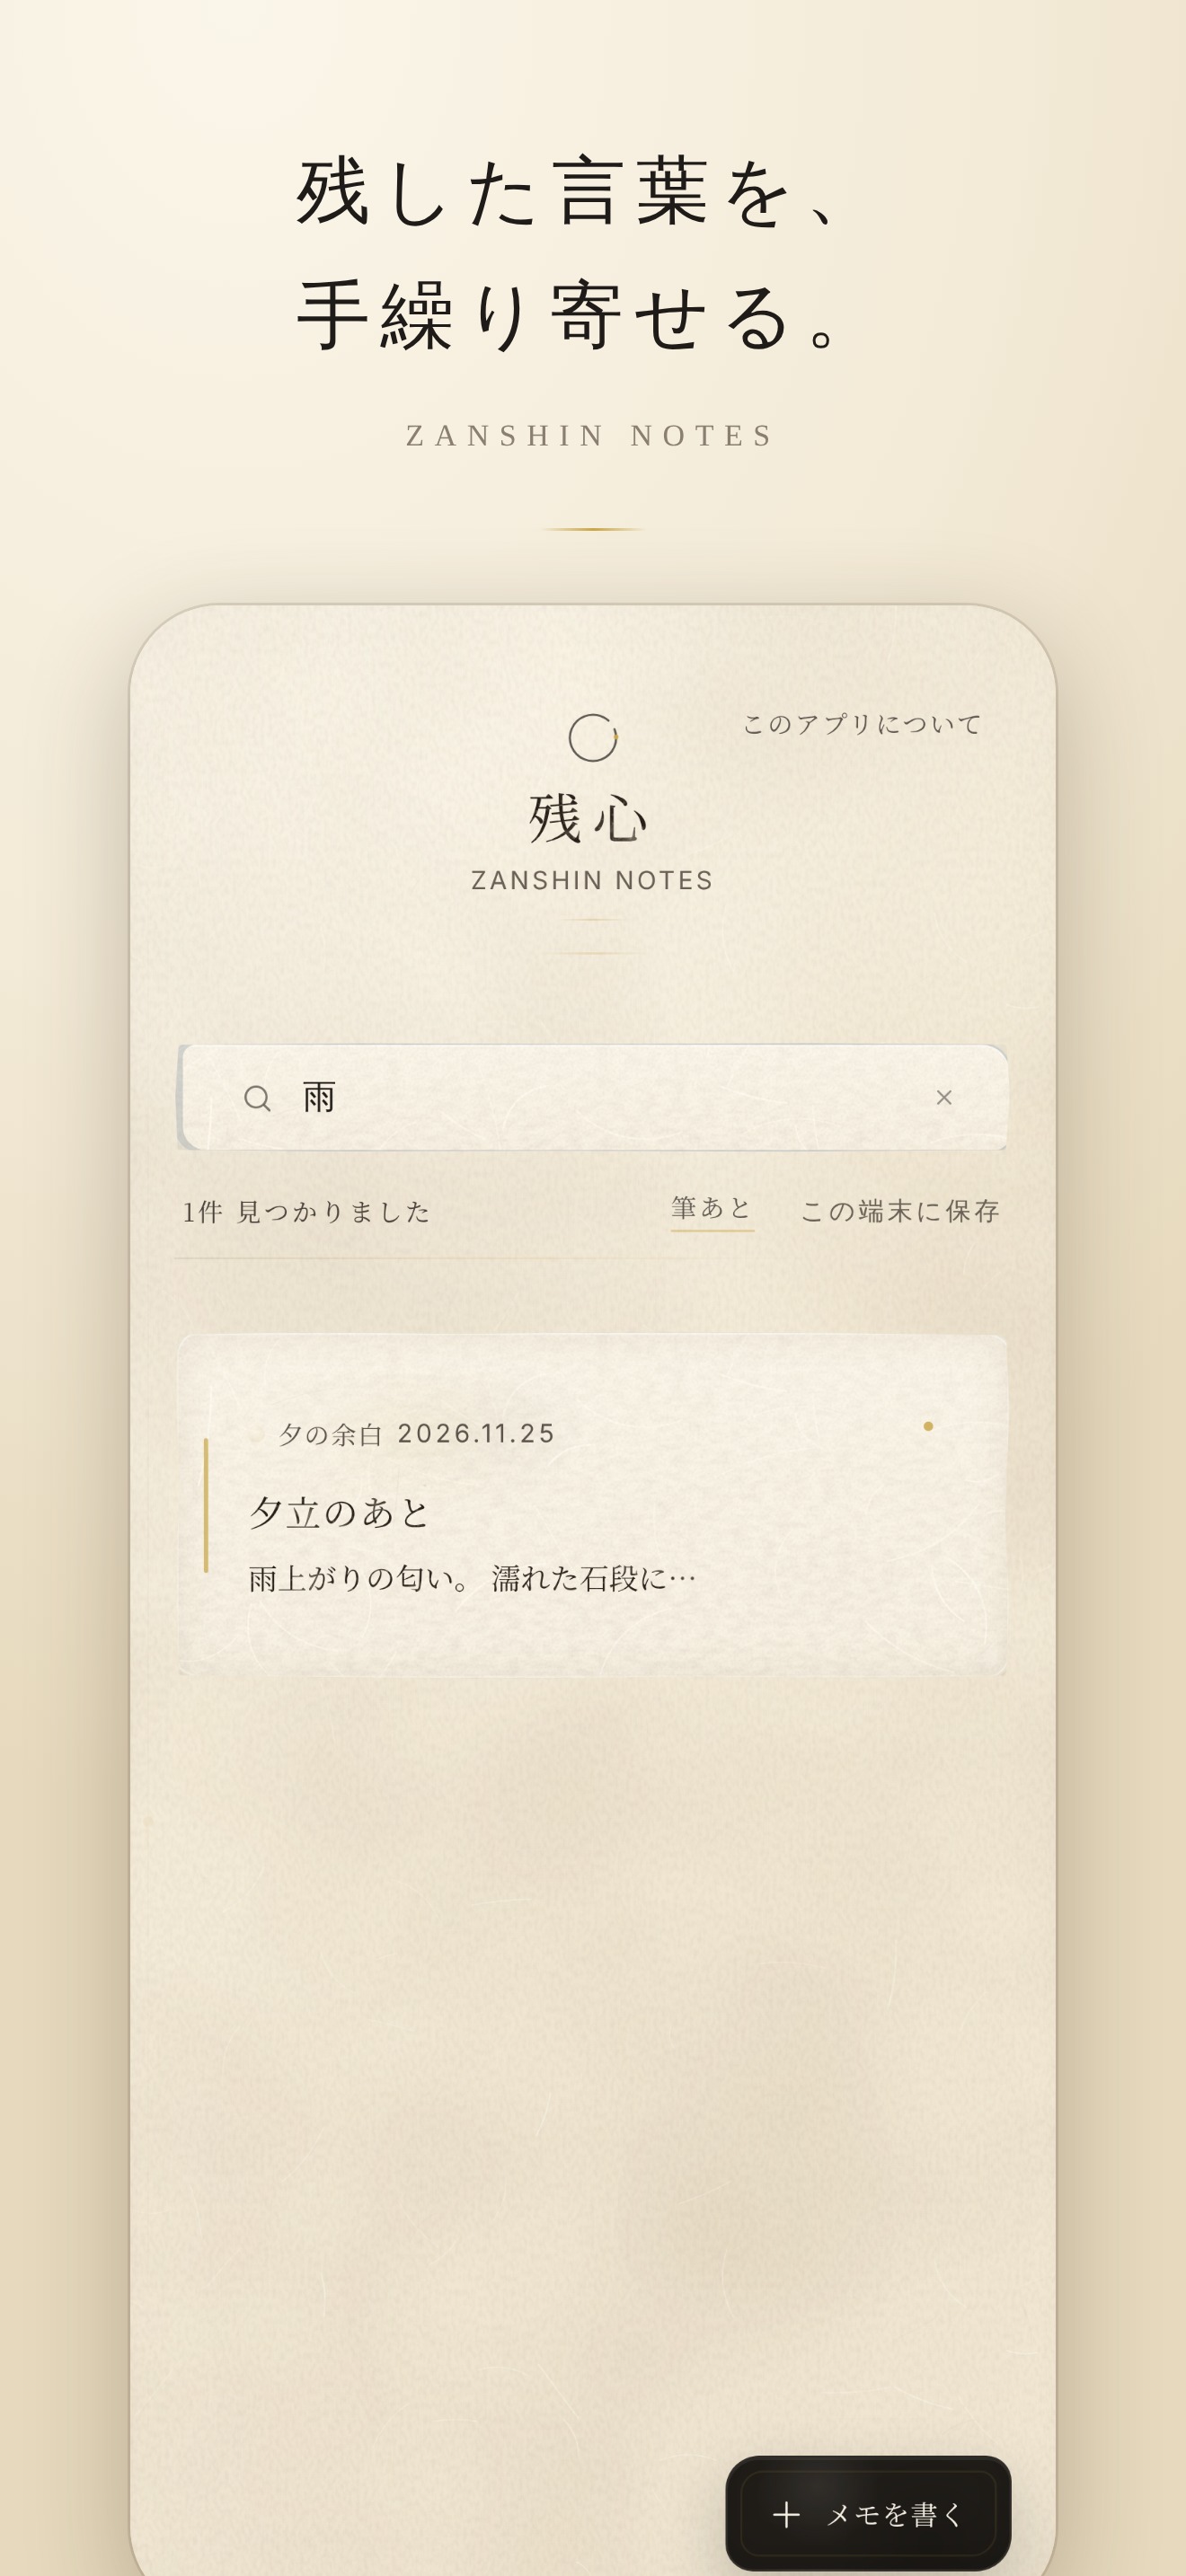 残した言葉を、
手繰り寄せる。
ZANSHIN NOTES
このアプリについて
残心
ZANSHIN NOTES
雨
1件 見つかりました
筆あと
この端末に保存
夕の余白 2026.11.25
夕立のあと
雨上がりの匂い。 濡れた石段に…
メモを書く